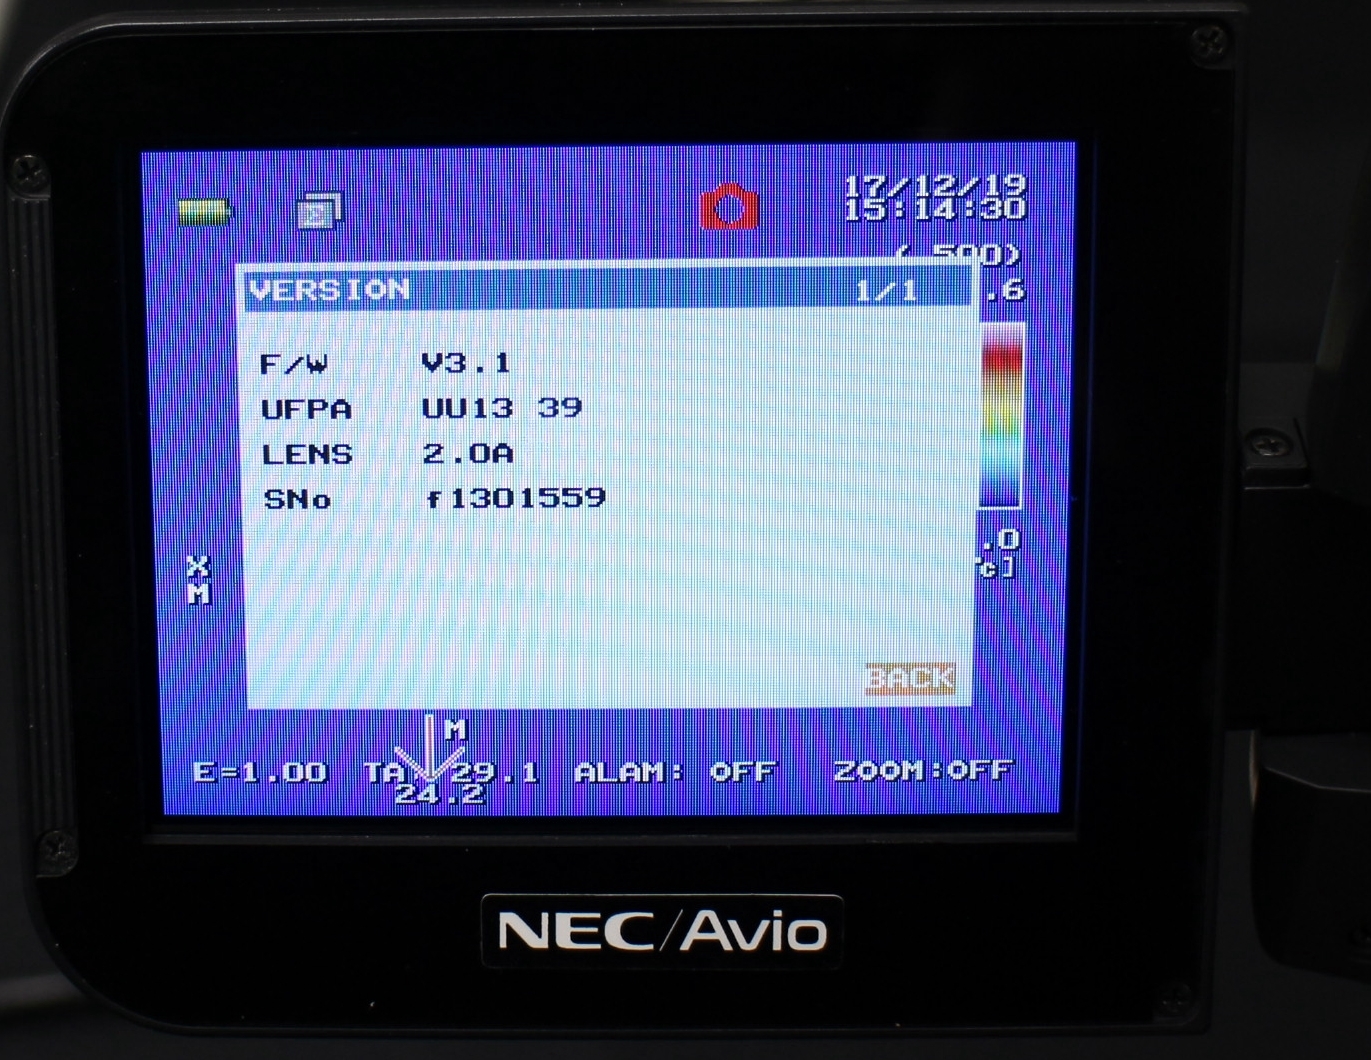 17/12/19
15:14:30
( 500)
.6
VERSION 1/1
F/W V3.1
UFPA UU13 39
LENS 2.0A
SNo f1301559
.0
℃]
X
M
BACK
M
E=1.00 TA 29.1 ALAM: OFF ZOOM:OFF
24.2
NEC/Avio